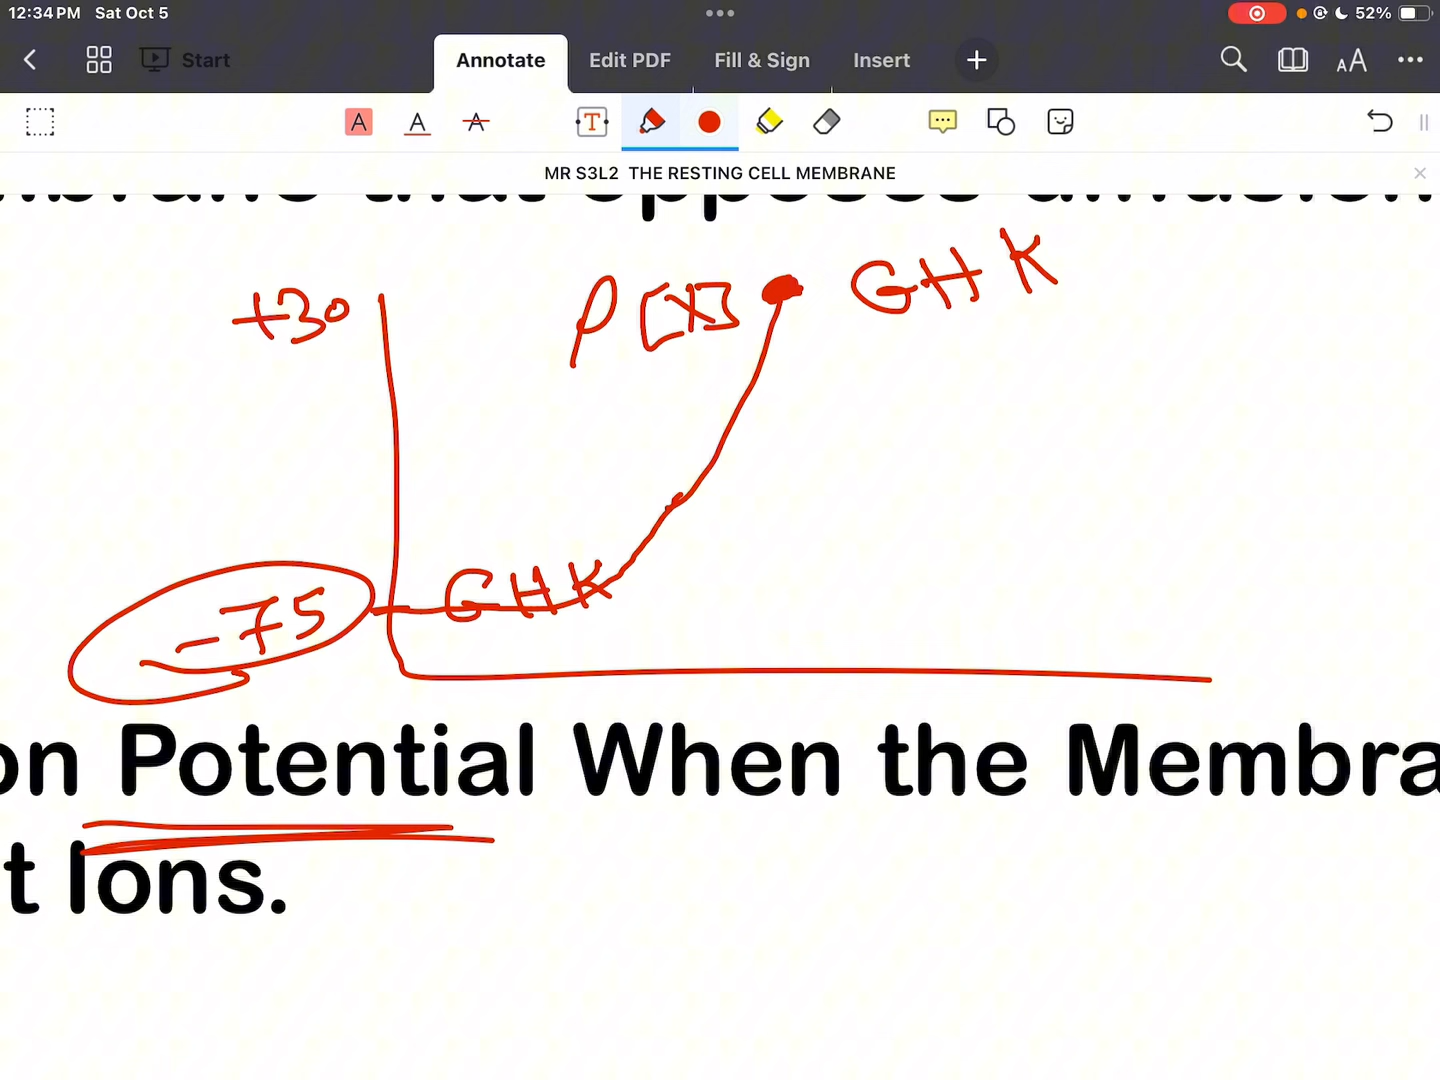 12:34 PM Sat Oct 5
52%
Start
Annotate
Edit PDF
Fill & Sign
Insert
MR S3L2 THE RESTING CELL MEMBRANE
+30
P[X]
GHK
GHK
-75
on Potential When the Membra
t Ions.